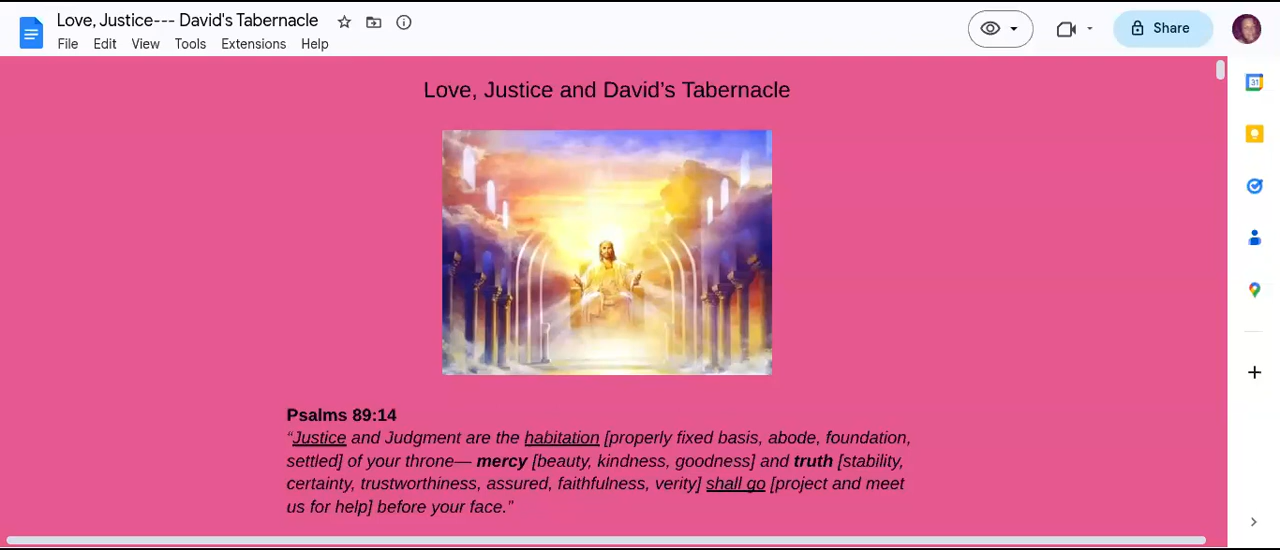 Love, Justice--- David's Tabernacle
File Edit View Tools Extensions Help
Share
31
Love, Justice and David’s Tabernacle
Psalms 89:14
“Justice and Judgment are the habitation [properly fixed basis, abode, foundation,
settled] of your throne— mercy [beauty, kindness, goodness] and truth [stability,
certainty, trustworthiness, assured, faithfulness, verity] shall go [project and meet
us for help] before your face.”